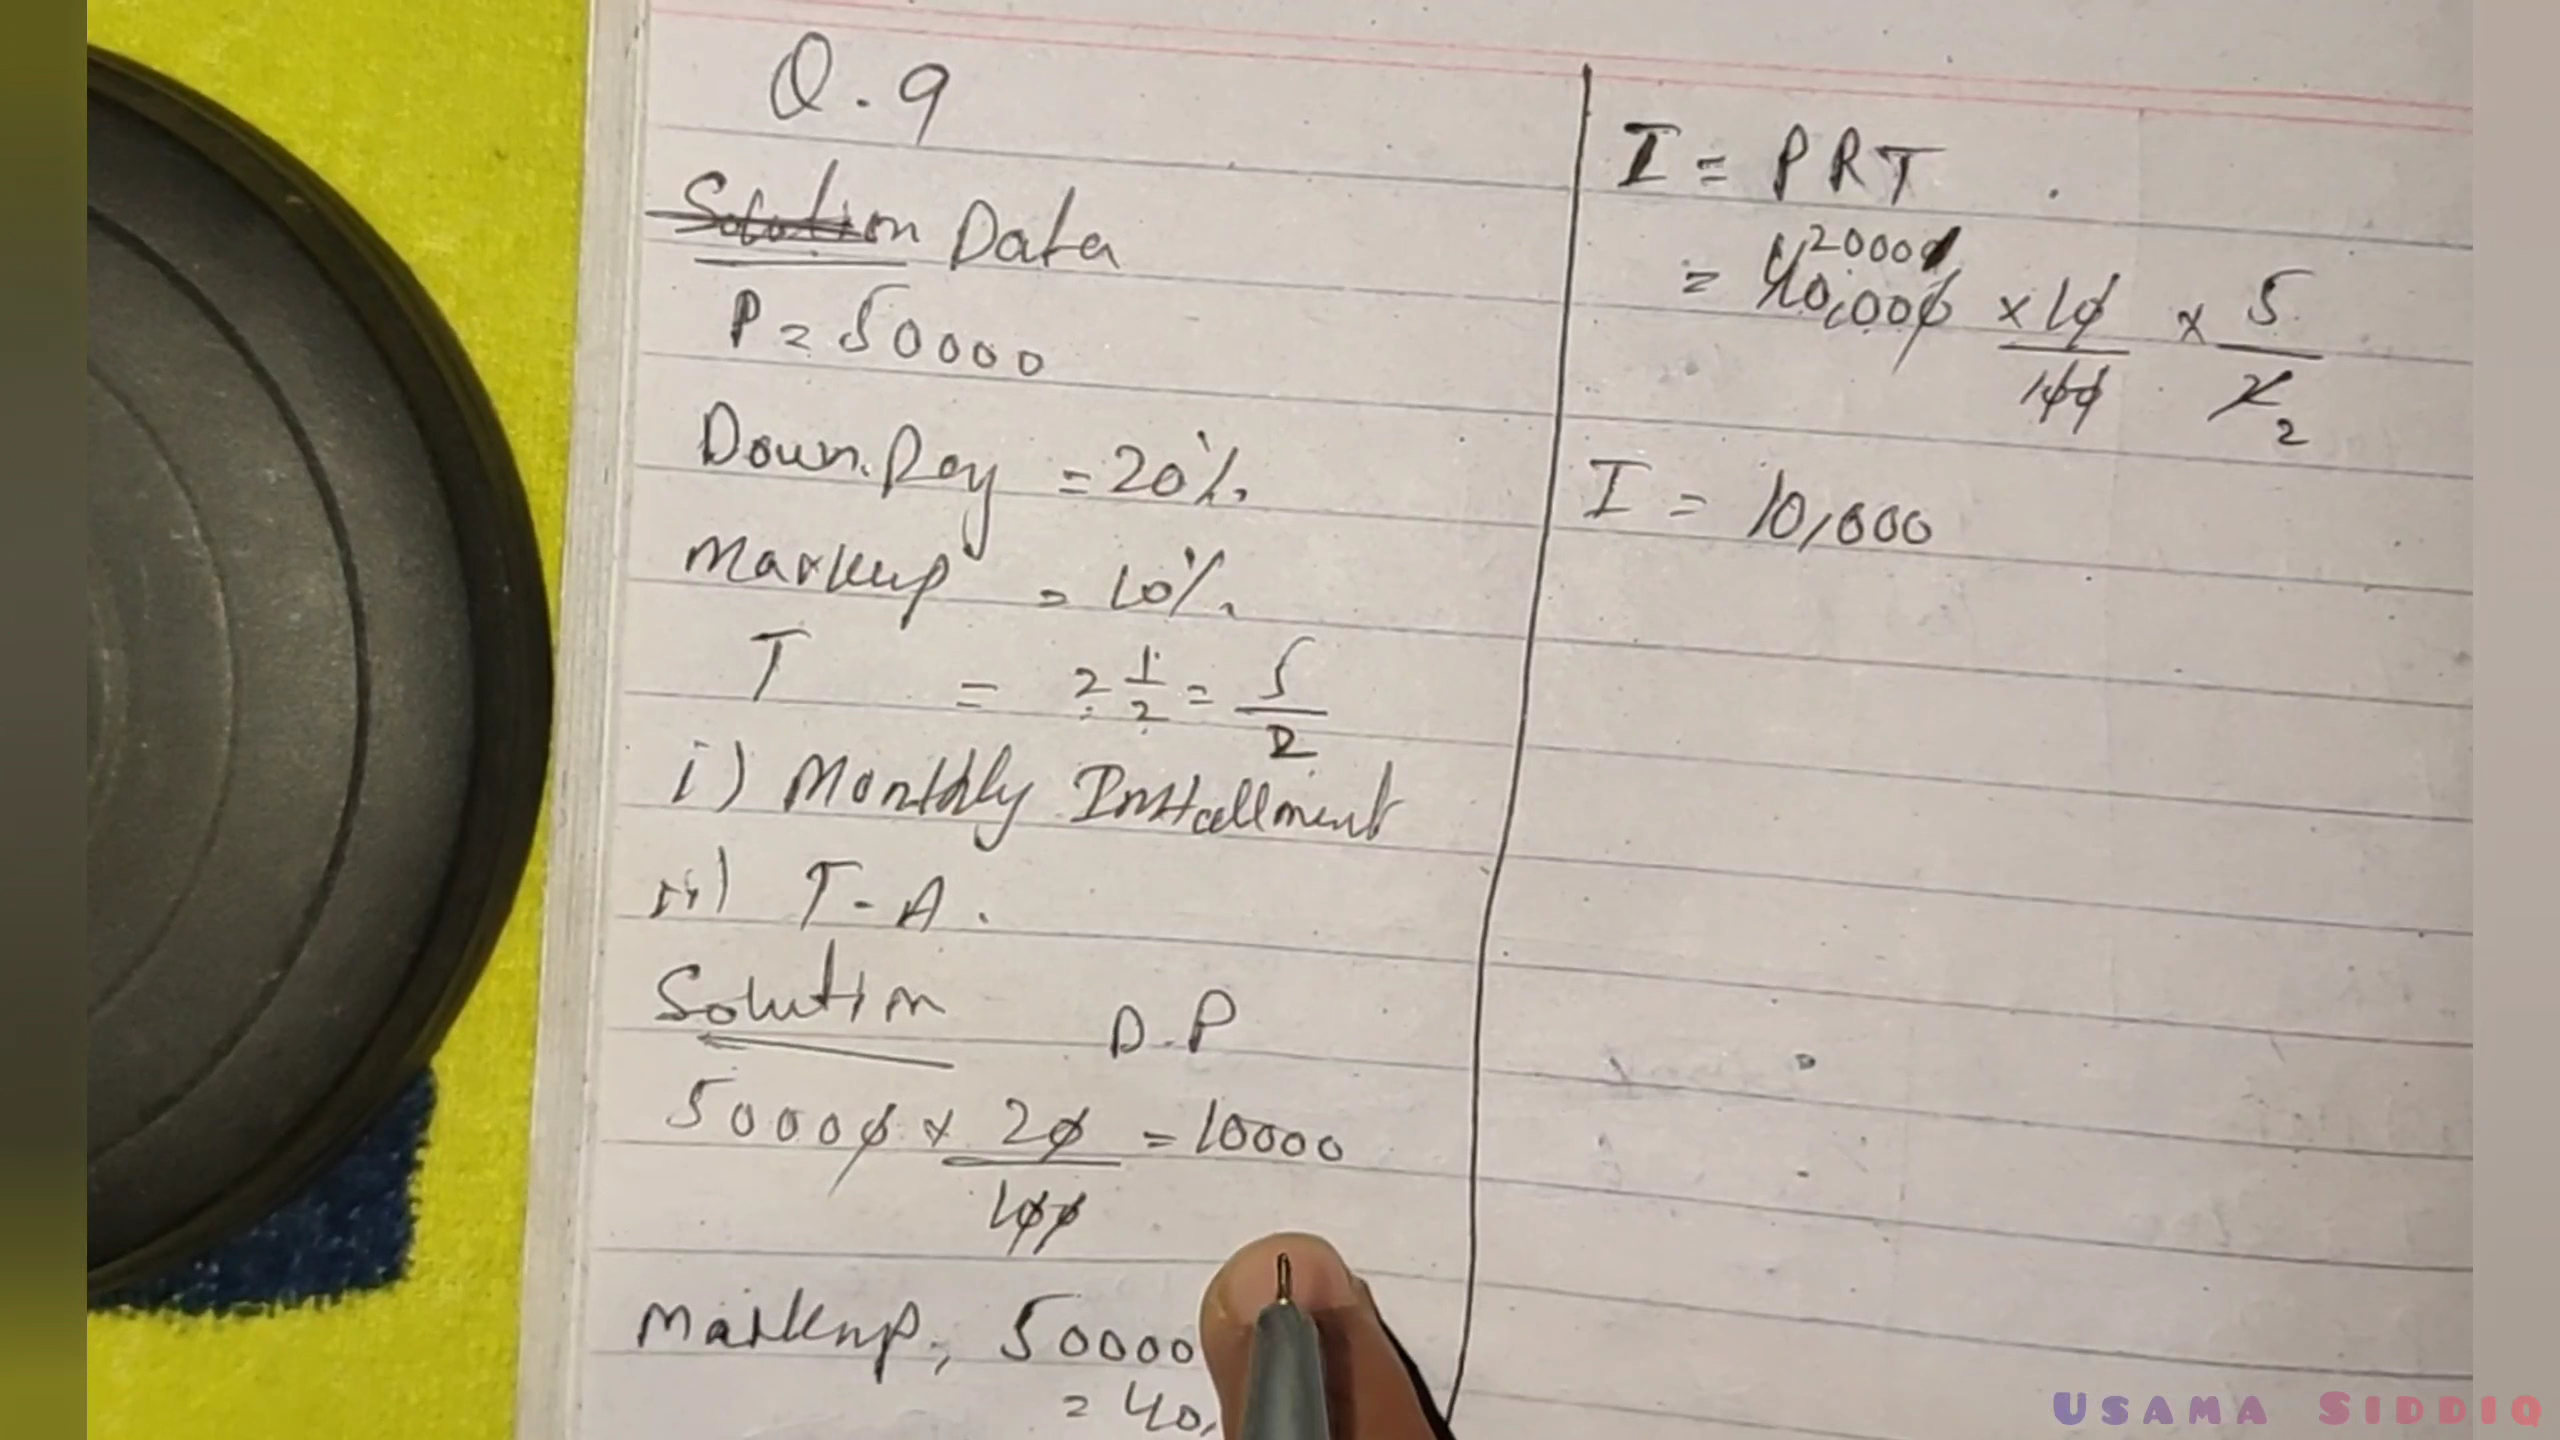 Q.9
Solution Data
P = 50000
Down.Pay = 20%
Markup = 10%
T = 2 1/2 = 5/2
i) Monthly Installment
ii) T-A.
Solution D.P
50000 × 20/100 = 10000
Markup, 50000
= 40,
I = PRT
20000
= 40,000 × 10/100 × 5/2
2
I = 10,000
USAMA SIDDIQ